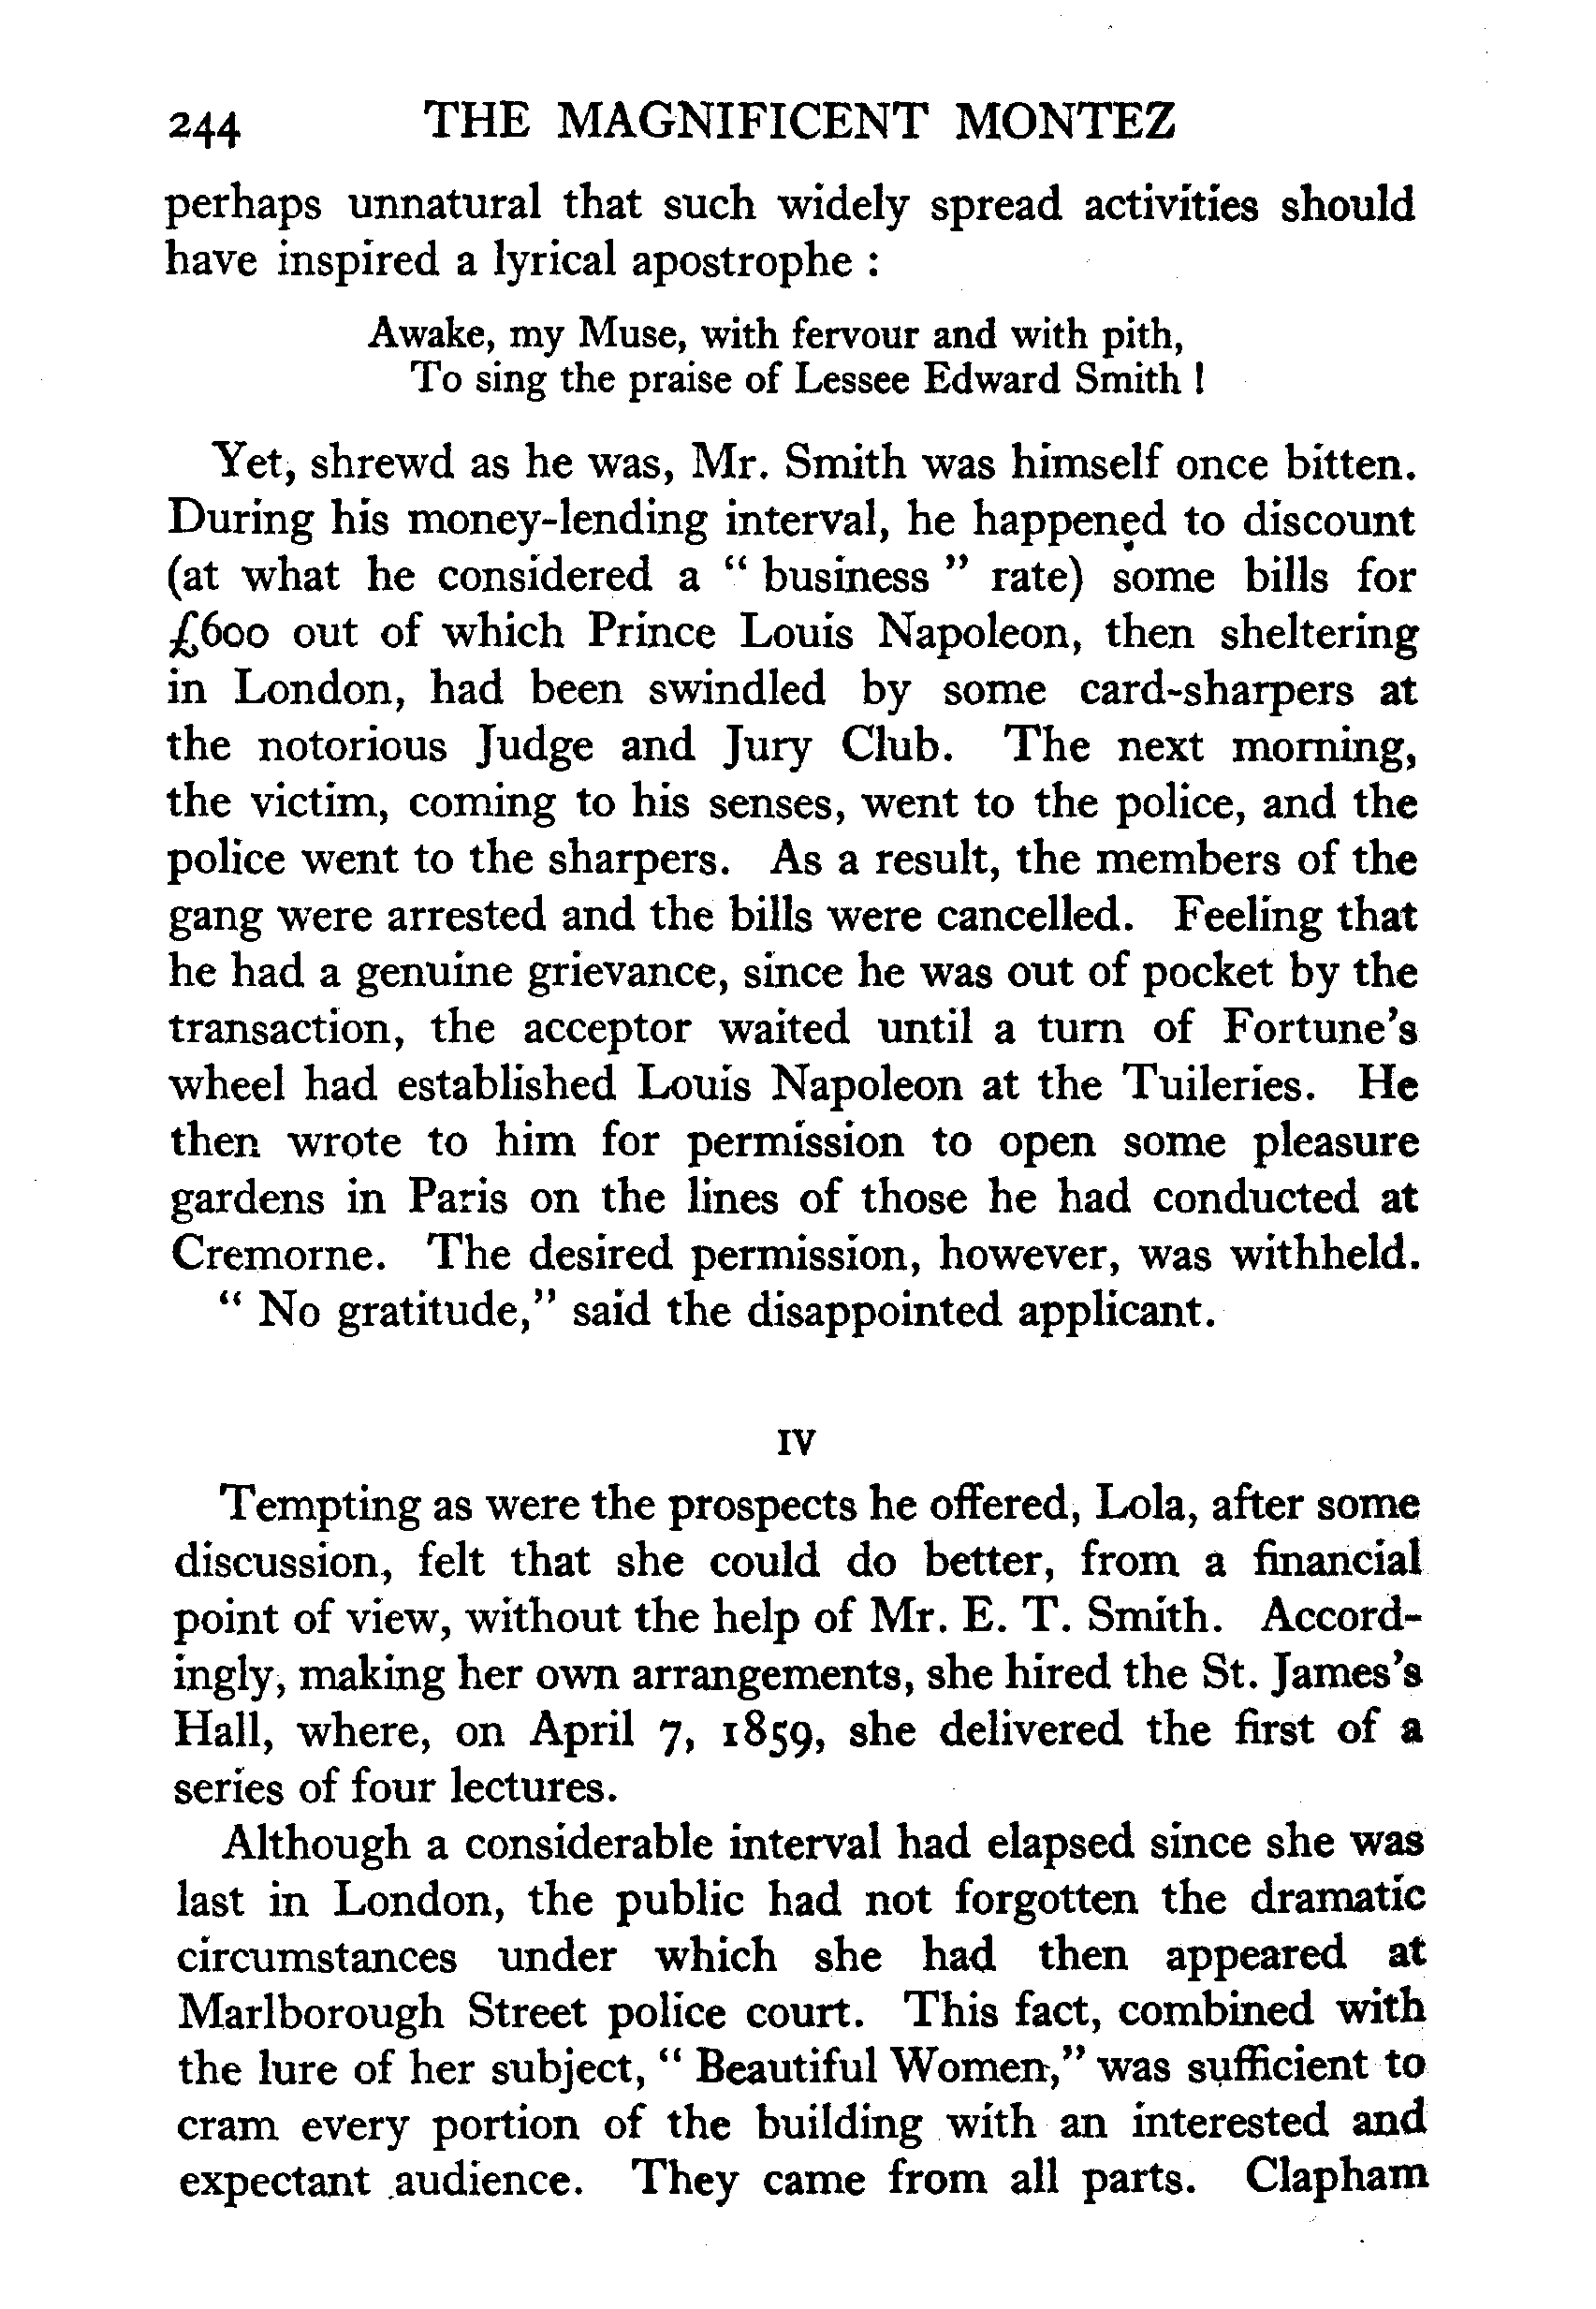 244 THE MAGNIFICENT MONTEZ
perhaps unnatural that such widely spread activities should
have inspired a lyrical apostrophe :
Awake, my Muse, with fervour and with pith,
To sing the praise of Lessee Edward Smith !
Yet, shrewd as he was, Mr. Smith was himself once bitten.
During his money-lending interval, he happened to discount
(at what he considered a " business " rate) some bills for
£600 out of which Prince Louis Napoleon, then sheltering
in London, had been swindled by some card-sharpers at
the notorious Judge and Jury Club. The next morning,
the victim, coming to his senses, went to the police, and the
police went to the sharpers. As a result, the members of the
gang were arrested and the bills were cancelled. Feeling that
he had a genuine grievance, since he was out of pocket by the
transaction, the acceptor waited until a turn of Fortune's
wheel had established Louis Napoleon at the Tuileries. He
then wrote to him for permission to open some pleasure
gardens in Paris on the lines of those he had conducted at
Cremorne. The desired permission, however, was withheld.
" No gratitude," said the disappointed applicant.
IV
Tempting as were the prospects he offered, Lola, after some
discussion, felt that she could do better, from a financial
point of view, without the help of Mr. E. T. Smith. Accord-
ingly, making her own arrangements, she hired the St. James's
Hall, where, on April 7, 1859, she delivered the first of a
series of four lectures.
Although a considerable interval had elapsed since she was
last in London, the public had not forgotten the dramatic
circumstances under which she had then appeared at
Marlborough Street police court. This fact, combined with
the lure of her subject, " Beautiful Women," was sufficient to
cram every portion of the building with an interested and
expectant audience. They came from all parts. Clapham